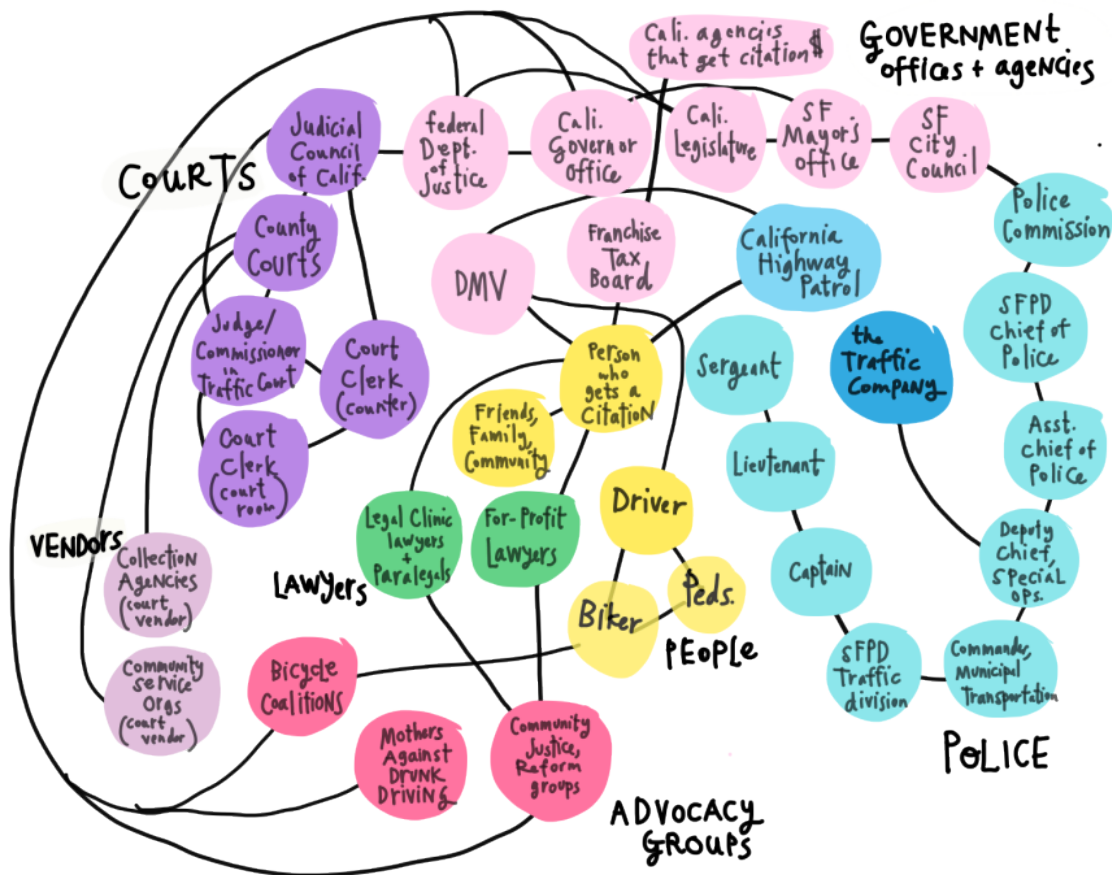 Cali. agencies
that get citation $
GOVERNMENT
offices + agencies
COURTS
Judicial
Council
of Calif.
federal
Dept.
of
Justice
Cali.
Governor
Office
Cali.
Legislature
SF
Mayor's
Office
SF
City
Council
Police
Commission
County
Courts
DMV
Franchise
Tax
Board
California
Highway
Patrol
SFPD
Chief of
Police
Judge/
Commissioner
in
Traffic Court
Court
Clerk
(counter)
Person
who
gets a
Citation
Sergeant
the
Traffic
Company
Friends,
Family,
Community
Court
Clerk
(court
room)
Lieutenant
Asst.
Chief of
Police
VENDORS
Collection
Agencies
(court
vendor)
LAWYERS
Legal Clinic
lawyers
+
Paralegals
For-Profit
Lawyers
Driver
Captain
Deputy
Chief,
Special
Ops.
Biker
Peds.
PEOPLE
Community
Service
Orgs
(court
vendor)
Bicycle
Coalitions
SFPD
Traffic
division
Commander,
Municipal
Transportation
POLICE
Mothers
Against
Drunk
Driving
Community
Justice,
Reform
groups
ADVOCACY
GROUPS